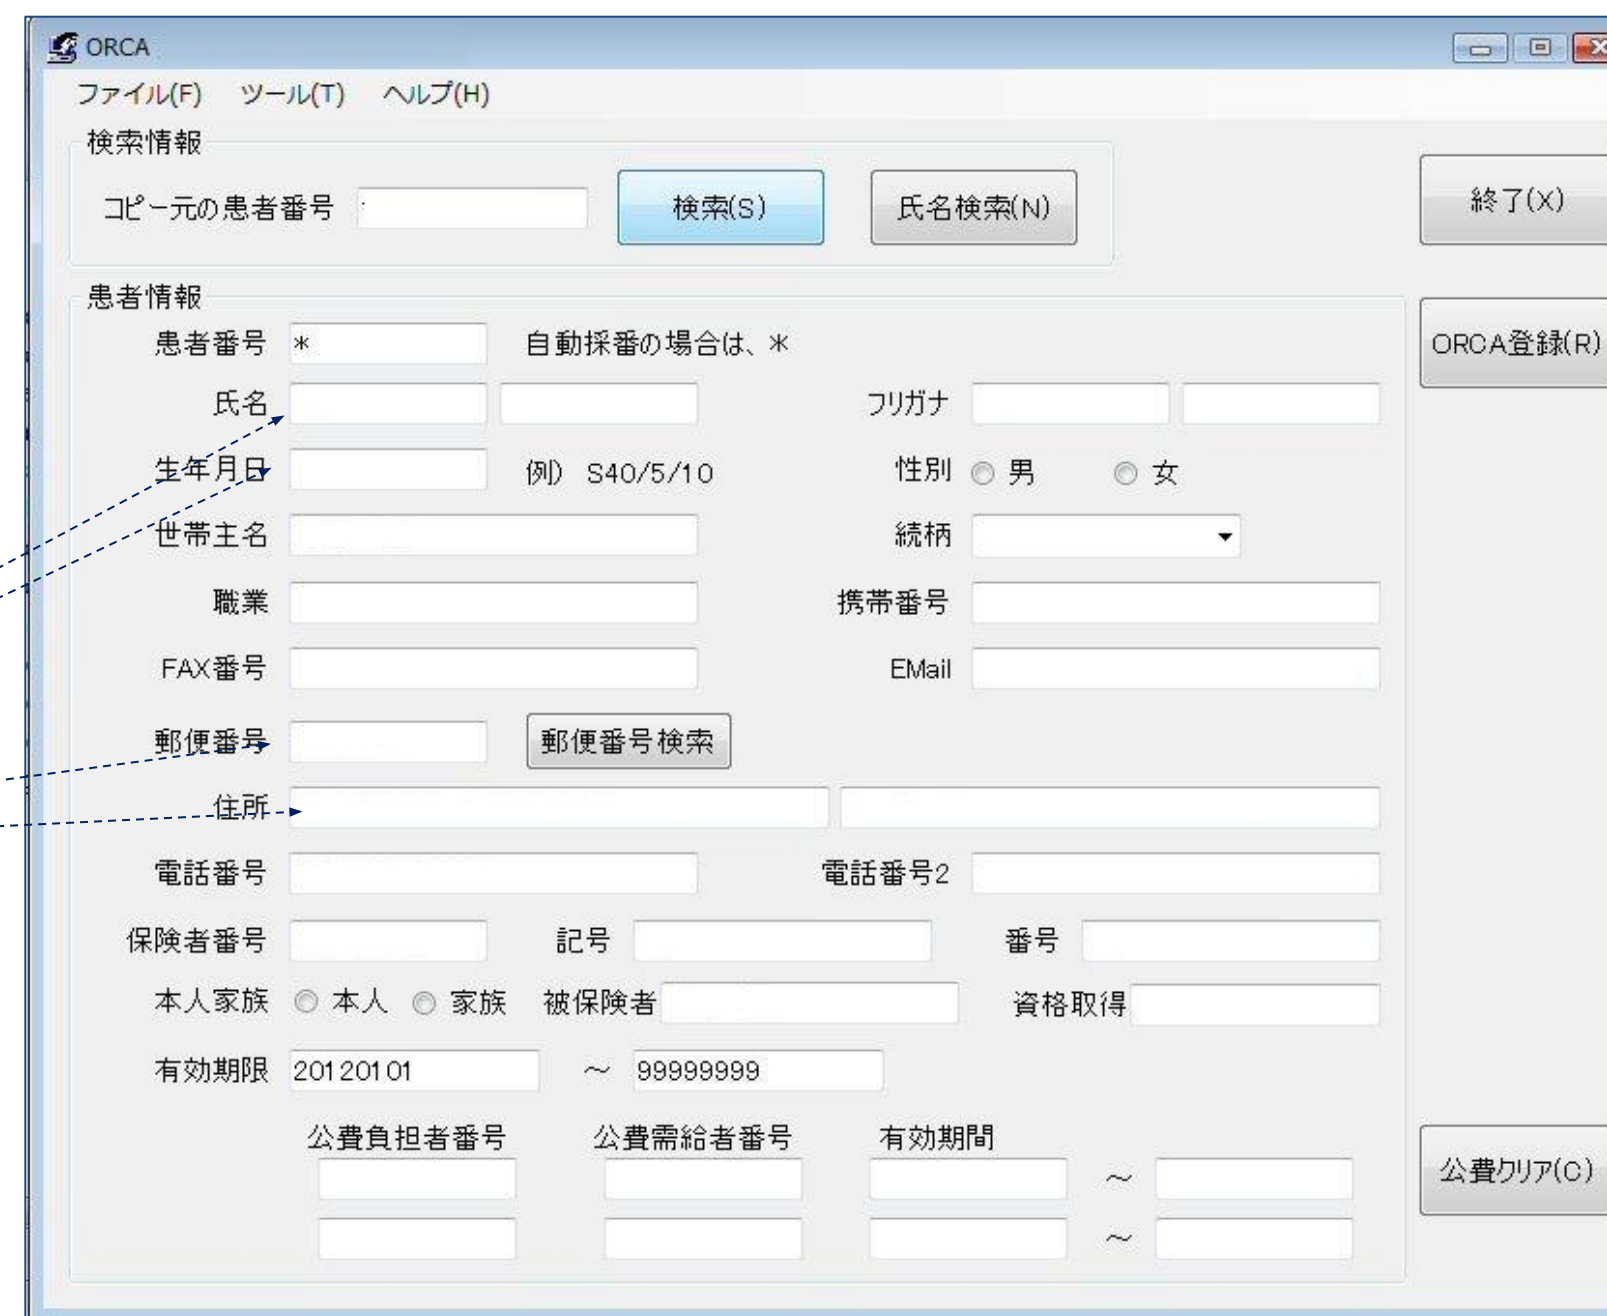 ORCA
ファイル(F) ツール(T) ヘルプ(H)
検索情報
コピー元の患者番号 検索(S) 氏名検索(N) 終了(X)
患者情報
患者番号 * 自動採番の場合は、* ORCA登録(R)
氏名 フリガナ
生年月日 例) S40/5/10 性別 男 女
世帯主名 続柄
職業 携帯番号
FAX番号 EMail
郵便番号 郵便番号検索
住所
電話番号 電話番号2
保険者番号 記号 番号
本人家族 本人 家族 被保険者 資格取得
有効期限 20120101 ～ 99999999
公費負担者番号 公費需給者番号 有効期間
～ 公費クリア(C)
～